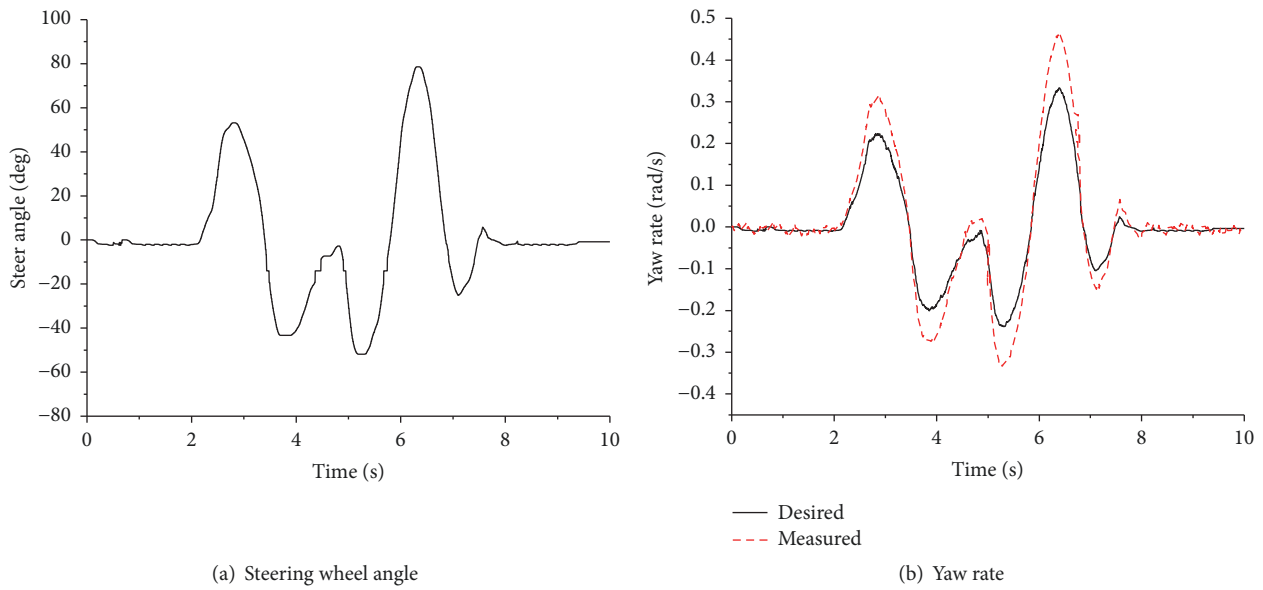 100
80
60
40
20
0
−20
−40
−60
−80
Steer angle (deg)
0 2 4 6 8 10
Time (s)
(a) Steering wheel angle
0.5
0.4
0.3
0.2
0.1
0.0
−0.1
−0.2
−0.3
−0.4
Yaw rate (rad/s)
0 2 4 6 8 10
Time (s)
Desired
Measured
(b) Yaw rate